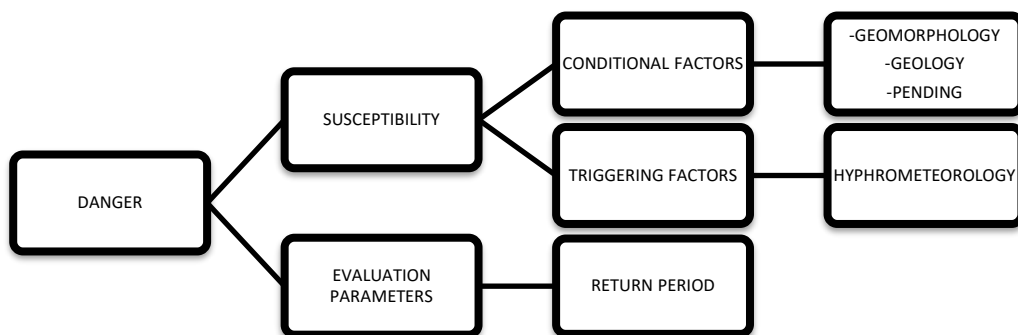 DANGER
SUSCEPTIBILITY
CONDITIONAL FACTORS
-GEOMORPHOLOGY
-GEOLOGY
-PENDING
TRIGGERING FACTORS
HYPHROMETEOROLOGY
EVALUATION
PARAMETERS
RETURN PERIOD